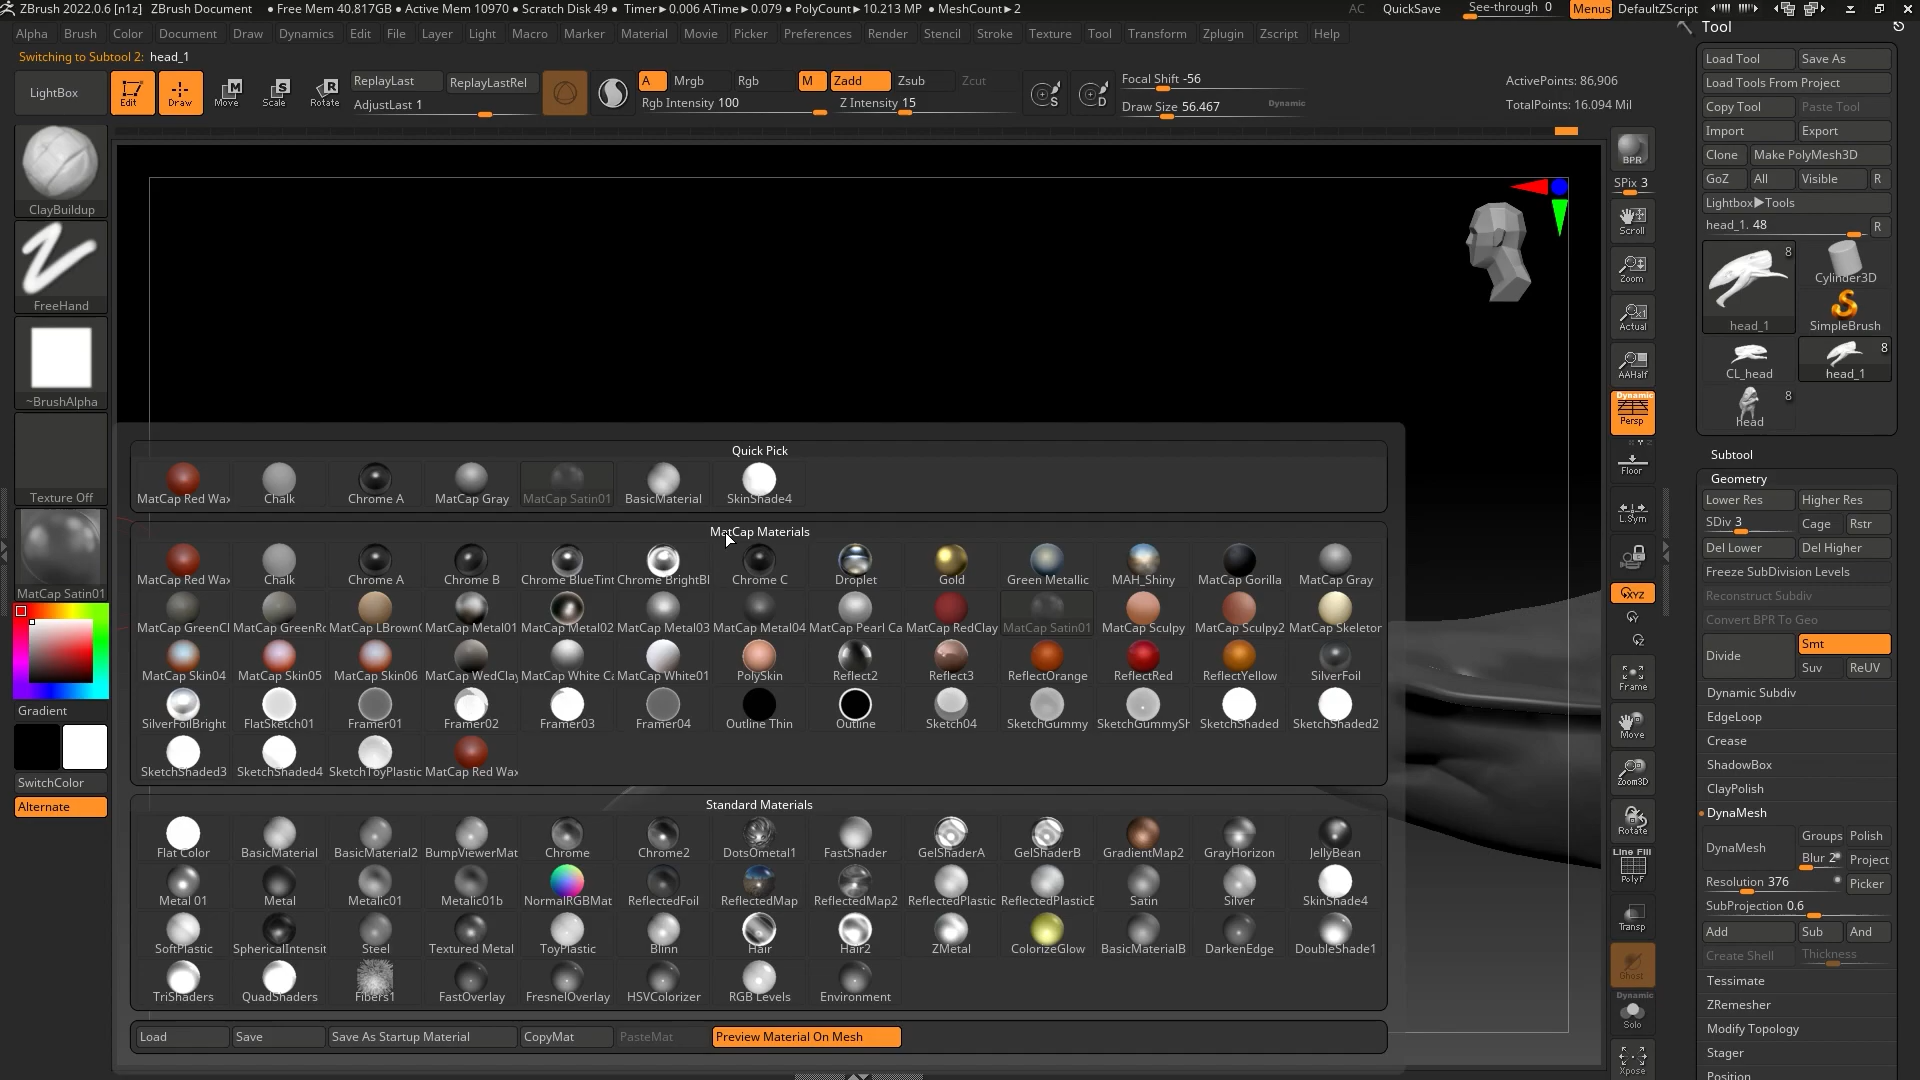 ZBrush 2022.0.6 [n1z] ZBrush Document ● Free Mem 40.817GB ● Active Mem 10970 ● Scratch Disk 49 ● Timer►0.006 ATime►0.079 ● PolyCount►10.213 MP ● MeshCount►2 AC QuickSave See-through 0 Menus DefaultZScript
Alpha Brush Color Document Draw Dynamics Edit File Layer Light Macro Marker Material Movie Picker Preferences Render Stencil Stroke Texture Tool Transform Zplugin Zscript Help
Switching to Subtool 2: head_1
LightBox
Edit Draw Move Scale Rotate
ReplayLast ReplayLastRel
AdjustLast 1
A Mrgb Rgb M Zadd Zsub Zcut
Rgb Intensity 100 Z Intensity 15
S D
Focal Shift -56
Draw Size 56.467 Dynamic
ActivePoints: 86,906
TotalPoints: 16.094 Mil
ClayBuildup
FreeHand
~BrushAlpha
Texture Off
MatCap Satin01
Gradient
SwitchColor
Alternate
Quick Pick
MatCap Red Wax Chalk Chrome A MatCap Gray MatCap Satin01 BasicMaterial SkinShade4
MatCap Materials
MatCap Red Wax Chalk Chrome A Chrome B Chrome BlueTint Chrome BrightBl Chrome C Droplet Gold Green Metallic MAH_Shiny MatCap Gorilla MatCap Gray
MatCap GreenCl MatCap GreenRo MatCap LBrown MatCap Metal01 MatCap Metal02 MatCap Metal03 MatCap Metal04 MatCap Pearl Ca MatCap RedClay MatCap Satin01 MatCap Sculpy MatCap Sculpy2 MatCap Skeleton
MatCap Skin04 MatCap Skin05 MatCap Skin06 MatCap WedClay MatCap White Ca MatCap White01 PolySkin Reflect2 Reflect3 ReflectOrange ReflectRed ReflectYellow SilverFoil
SilverFoilBright FlatSketch01 Framer01 Framer02 Framer03 Framer04 Outline Thin Outline Sketch04 SketchGummy SketchGummySh SketchShaded SketchShaded2
SketchShaded3 SketchShaded4 SketchToyPlastic MatCap Red Wax
Standard Materials
Flat Color BasicMaterial BasicMaterial2 BumpViewerMat Chrome Chrome2 DotsOmetal1 FastShader GelShaderA GelShaderB GradientMap2 GrayHorizon JellyBean
Metal 01 Metal Metalic01 Metalic01b NormalRGBMat ReflectedFoil ReflectedMap ReflectedMap2 ReflectedPlastic ReflectedPlasticE Satin Silver SkinShade4
SoftPlastic SphericalIntensit Steel Textured Metal ToyPlastic Blinn Hair Hair2 ZMetal ColorizeGlow BasicMaterialB DarkenEdge DoubleShade1
TriShaders QuadShaders Fibers1 FastOverlay FresnelOverlay HSVColorizer RGB Levels Environment
Load Save Save As Startup Material CopyMat PasteMat Preview Material On Mesh
BPR
SPix 3
Scroll
Zoom
Actual
AAHalf
Dynamic
Persp
Floor
L.Sym
XYZ
Frame
Move
Zoom3D
Rotate
Line Fill
PolyF
Transp
Ghost
Dynamic
Solo
Xpose
Tool
Load Tool Save As
Load Tools From Project
Copy Tool Paste Tool
Import Export
Clone Make PolyMesh3D
GoZ All Visible R
Lightbox►Tools
head_1. 48 R
8
head_1
Cylinder3D
SimpleBrush
CL_head
8
head_1
8
head
Subtool
Geometry
Lower Res Higher Res
SDiv 3 Cage Rstr
Del Lower Del Higher
Freeze SubDivision Levels
Reconstruct Subdiv
Convert BPR To Geo
Divide Smt
Suv ReUV
Dynamic Subdiv
EdgeLoop
Crease
ShadowBox
ClayPolish
DynaMesh
DynaMesh Groups Polish
Blur 2 Project
Resolution 376 Picker
SubProjection 0.6
Add Sub And
Create Shell Thickness
Tessimate
ZRemesher
Modify Topology
Stager
Position